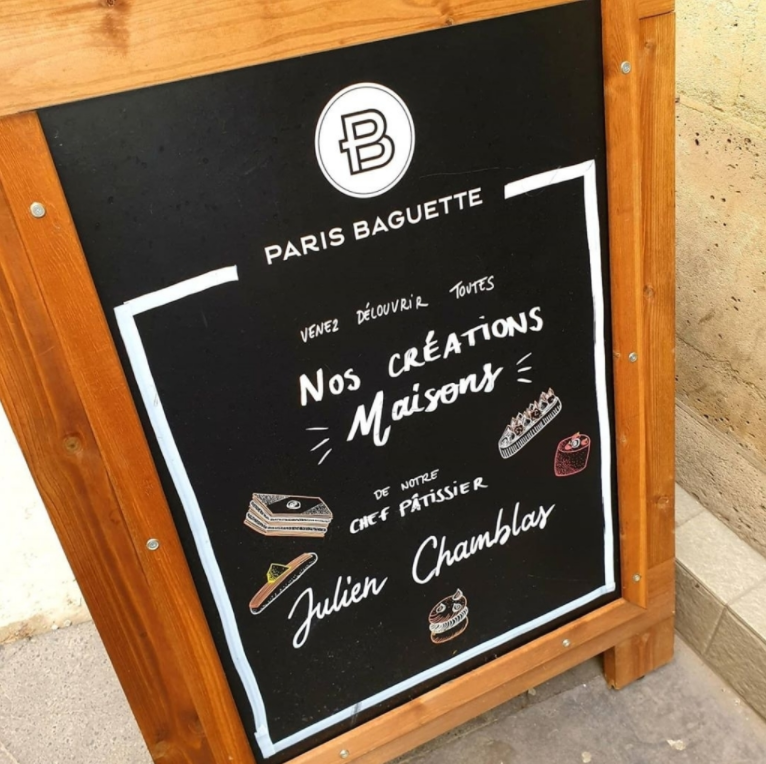 B
PARIS BAGUETTE
VENEZ DÉCOUVRIR TOUTES
NOS CRÉATIONS
Maisons
DE NOTRE
CHEF PÂTISSIER
Julien Chamblas